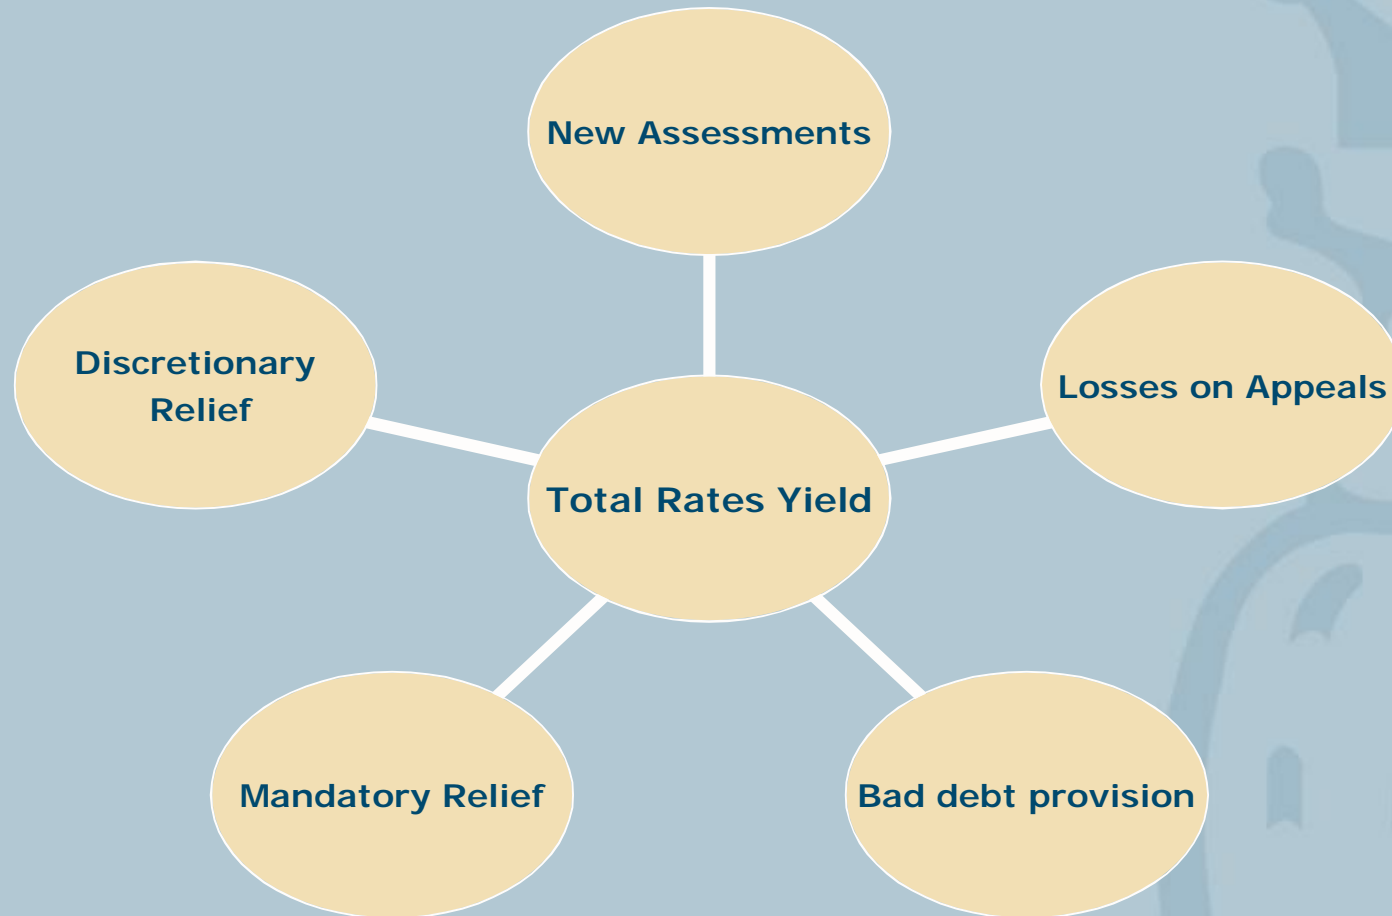 New Assessments
Discretionary
Relief
Losses on Appeals
Total Rates Yield
Mandatory Relief
Bad debt provision